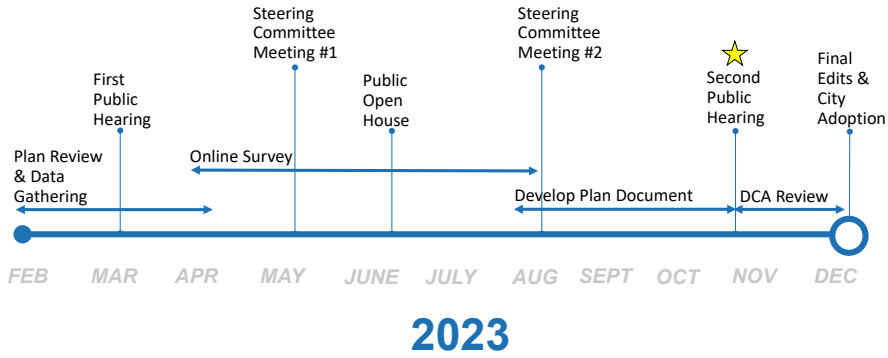 Steering
Committee
Meeting #1
Steering
Committee
Meeting #2
First
Public
Hearing
Public
Open
House
Second
Public
Hearing
Final
Edits &
City
Adoption
Plan Review
& Data
Gathering
Online Survey
Develop Plan Document
DCA Review
FEB MAR APR MAY JUNE JULY AUG SEPT OCT NOV DEC
2023